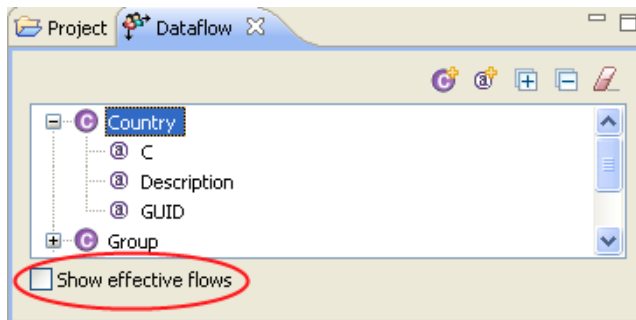 Project Dataflow
Country
C
Description
GUID
Group
Show effective flows